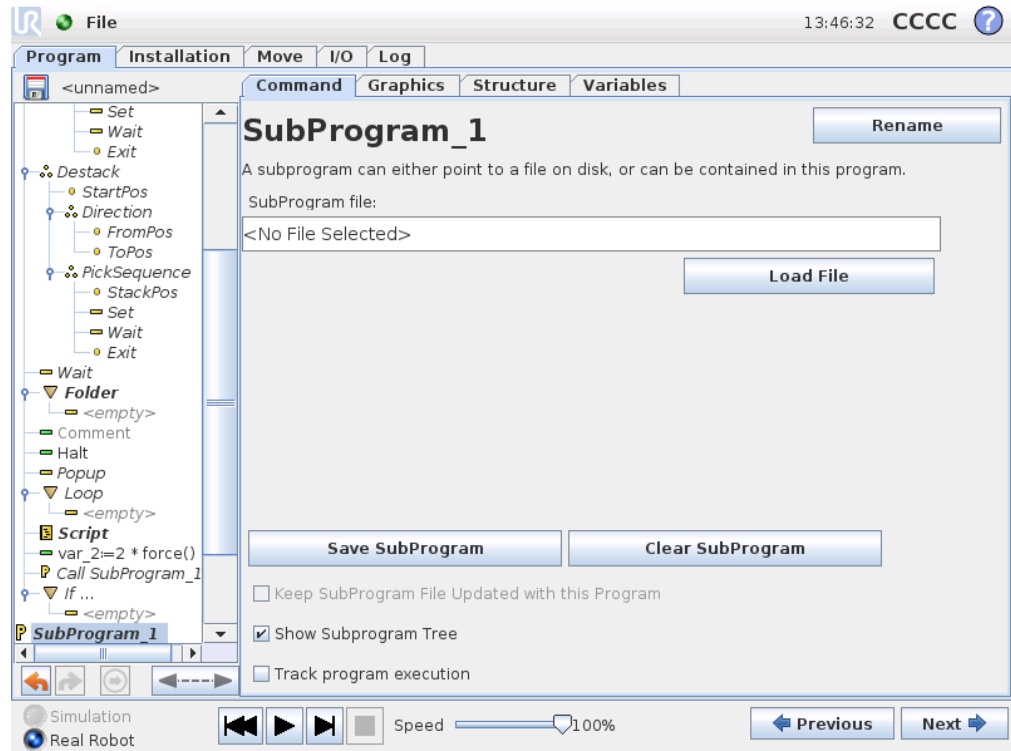 UR File 13:46:32 CCCC ?
Program Installation Move I/O Log
<unnamed>
Command Graphics Structure Variables
Set
Wait
Exit
Destack
StartPos
Direction
FromPos
ToPos
PickSequence
StackPos
Set
Wait
Exit
Wait
Folder
<empty>
Comment
Halt
Popup
Loop
<empty>
Script
var_2:=2 * force()
Call SubProgram_1
If ...
<empty>
SubProgram_1
SubProgram_1
Rename
A subprogram can either point to a file on disk, or can be contained in this program.
SubProgram file:
<No File Selected>
Load File
Save SubProgram Clear SubProgram
Keep SubProgram File Updated with this Program
Show Subprogram Tree
Track program execution
Simulation
Real Robot
Speed 100%
Previous Next